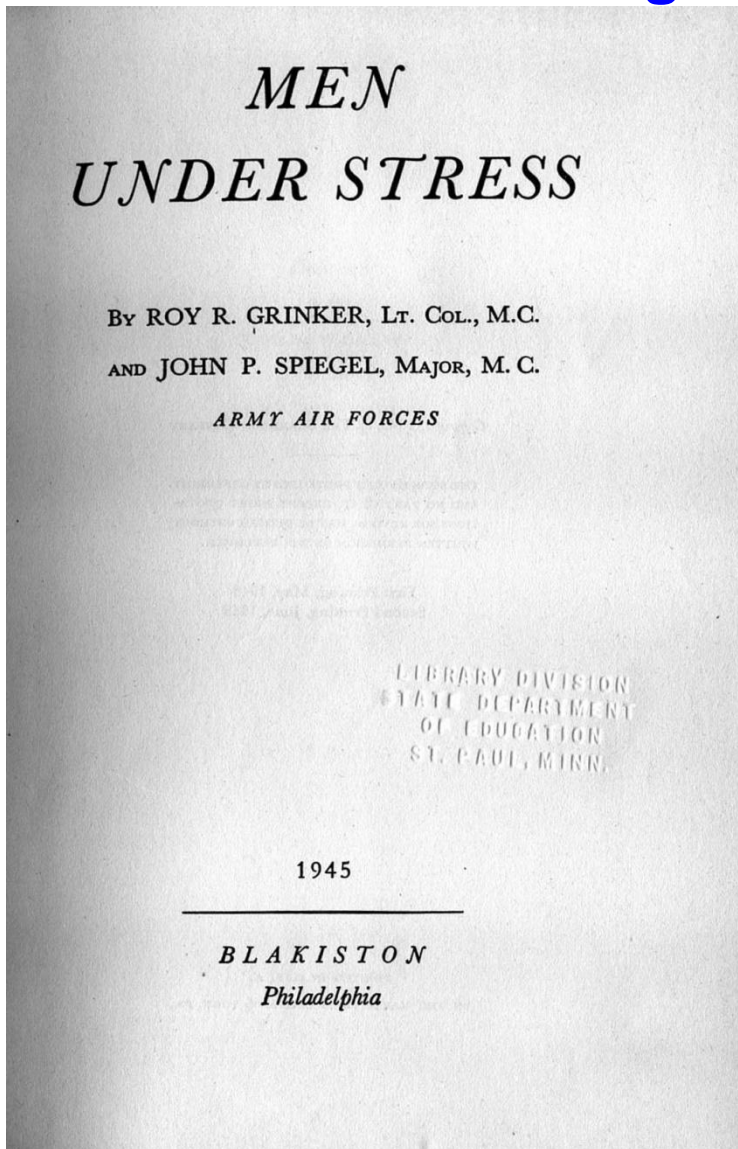 MEN
UNDER STRESS
By ROY R. GRINKER, Lt. Col., M.C.
AND JOHN P. SPIEGEL, Major, M. C.
ARMY AIR FORCES
LIBRARY DIVISION
STATE DEPARTMENT
OF EDUCATION
ST. PAUL, MINN.
1945
BLAKISTON
Philadelphia